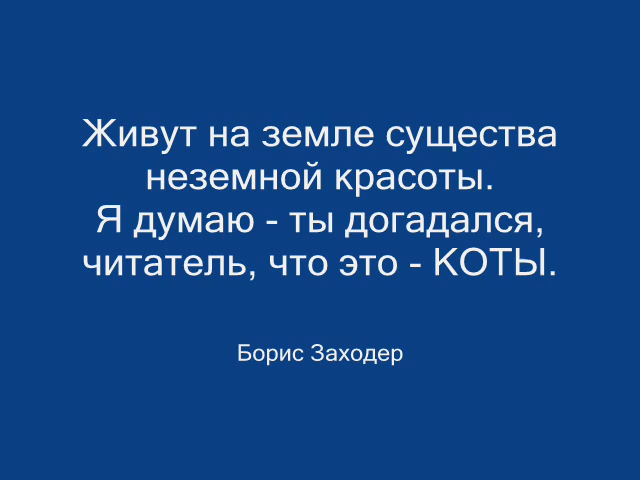 Живут на земле существа
неземной красоты.
Я думаю - ты догадался,
читатель, что это - КОТЫ.
Борис Заходер